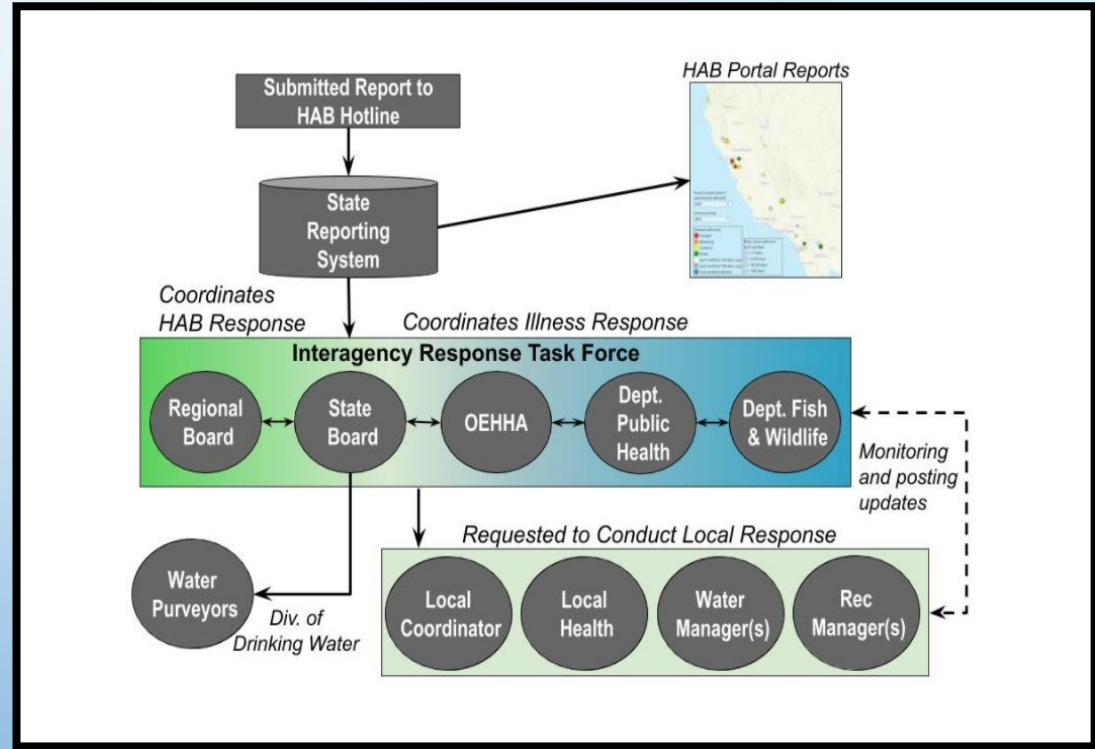 Submitted Report to
HAB Hotline
HAB Portal Reports
State
Reporting
System
Coordinates
HAB Response
Coordinates Illness Response
Interagency Response Task Force
Regional
Board
State
Board
OEHHA
Dept.
Public
Health
Dept. Fish
& Wildlife
Monitoring
and posting
updates
Requested to Conduct Local Response
Water
Purveyors
Div. of
Drinking Water
Local
Coordinator
Local
Health
Water
Manager(s)
Rec
Manager(s)